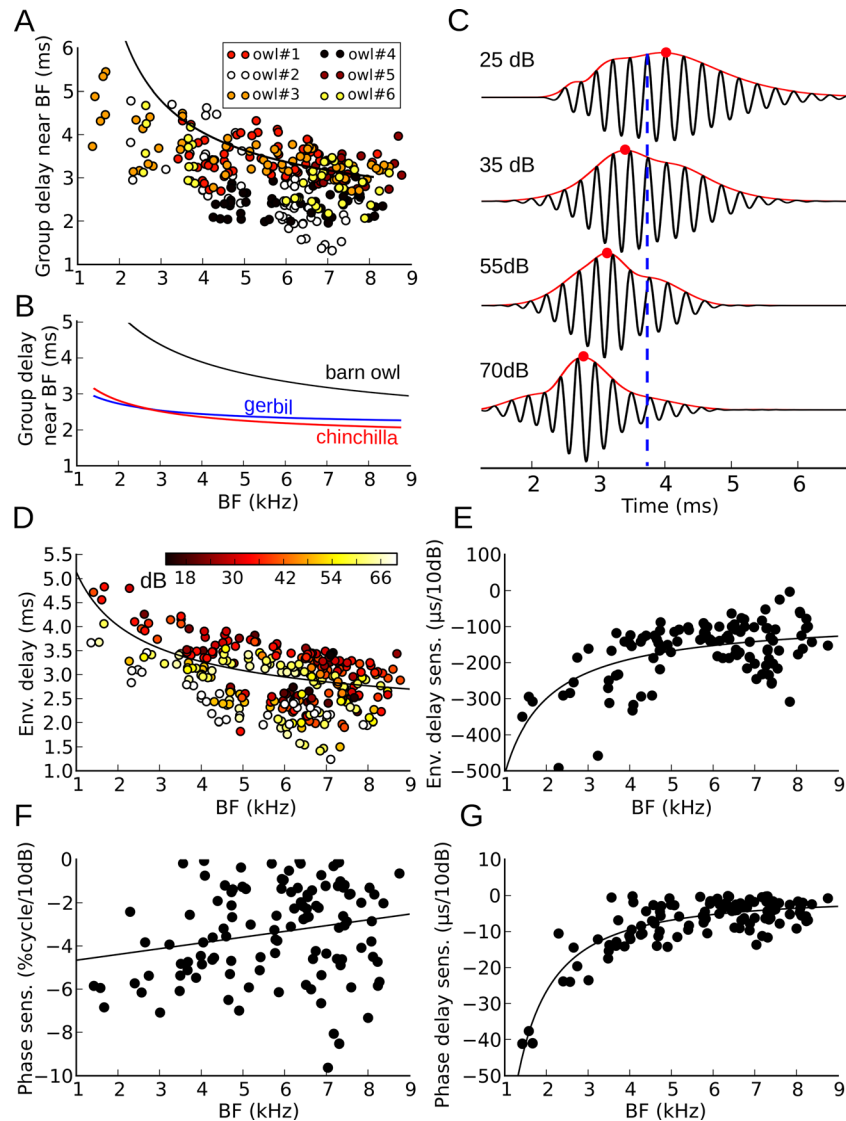 A
Group delay near BF (ms)
6
5
4
3
2
1
owl#1
owl#4
owl#2
owl#5
owl#3
owl#6
1 2 3 4 5 6 7 8 9
B
Group delay
near BF (ms)
5
4
3
2
1
barn owl
gerbil
chinchilla
1 2 3 4 5 6 7 8 9
BF (kHz)
C
25 dB
35 dB
55dB
70dB
2 3 4 5 6
Time (ms)
D
Env. delay (ms)
5.5
5.0
4.5
4.0
3.5
3.0
2.5
2.0
1.5
1.0
dB
18 30 42 54 66
1 2 3 4 5 6 7 8 9
BF (kHz)
E
Env. delay sens. (μs/10dB)
100
0
−100
−200
−300
−400
−500
1 2 3 4 5 6 7 8 9
BF (kHz)
F
Phase sens. (%cycle/10dB)
0
−2
−4
−6
−8
−10
1 2 3 4 5 6 7 8 9
BF (kHz)
G
Phase delay sens. (μs/10dB)
10
0
−10
−20
−30
−40
−50
1 2 3 4 5 6 7 8 9
BF (kHz)